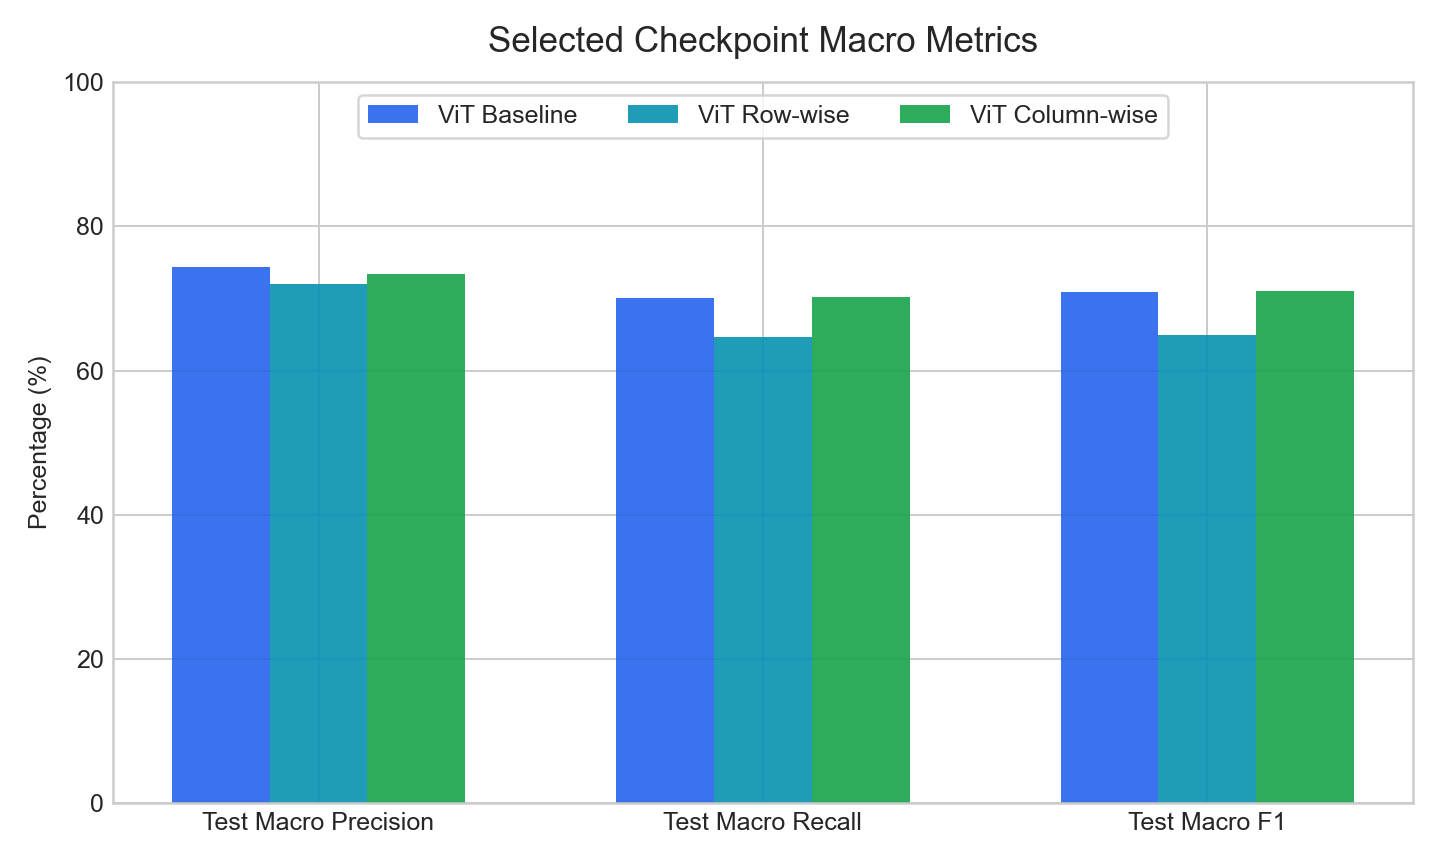 Selected Checkpoint Macro Metrics
ViT Baseline ViT Row-wise ViT Column-wise
Percentage (%)
100
80
60
40
20
0
Test Macro Precision Test Macro Recall Test Macro F1